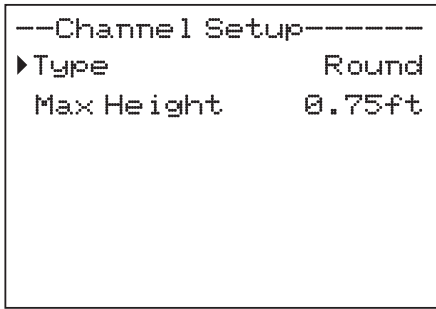 --Channel Setup------
▶Type Round
Max Height 0.75ft